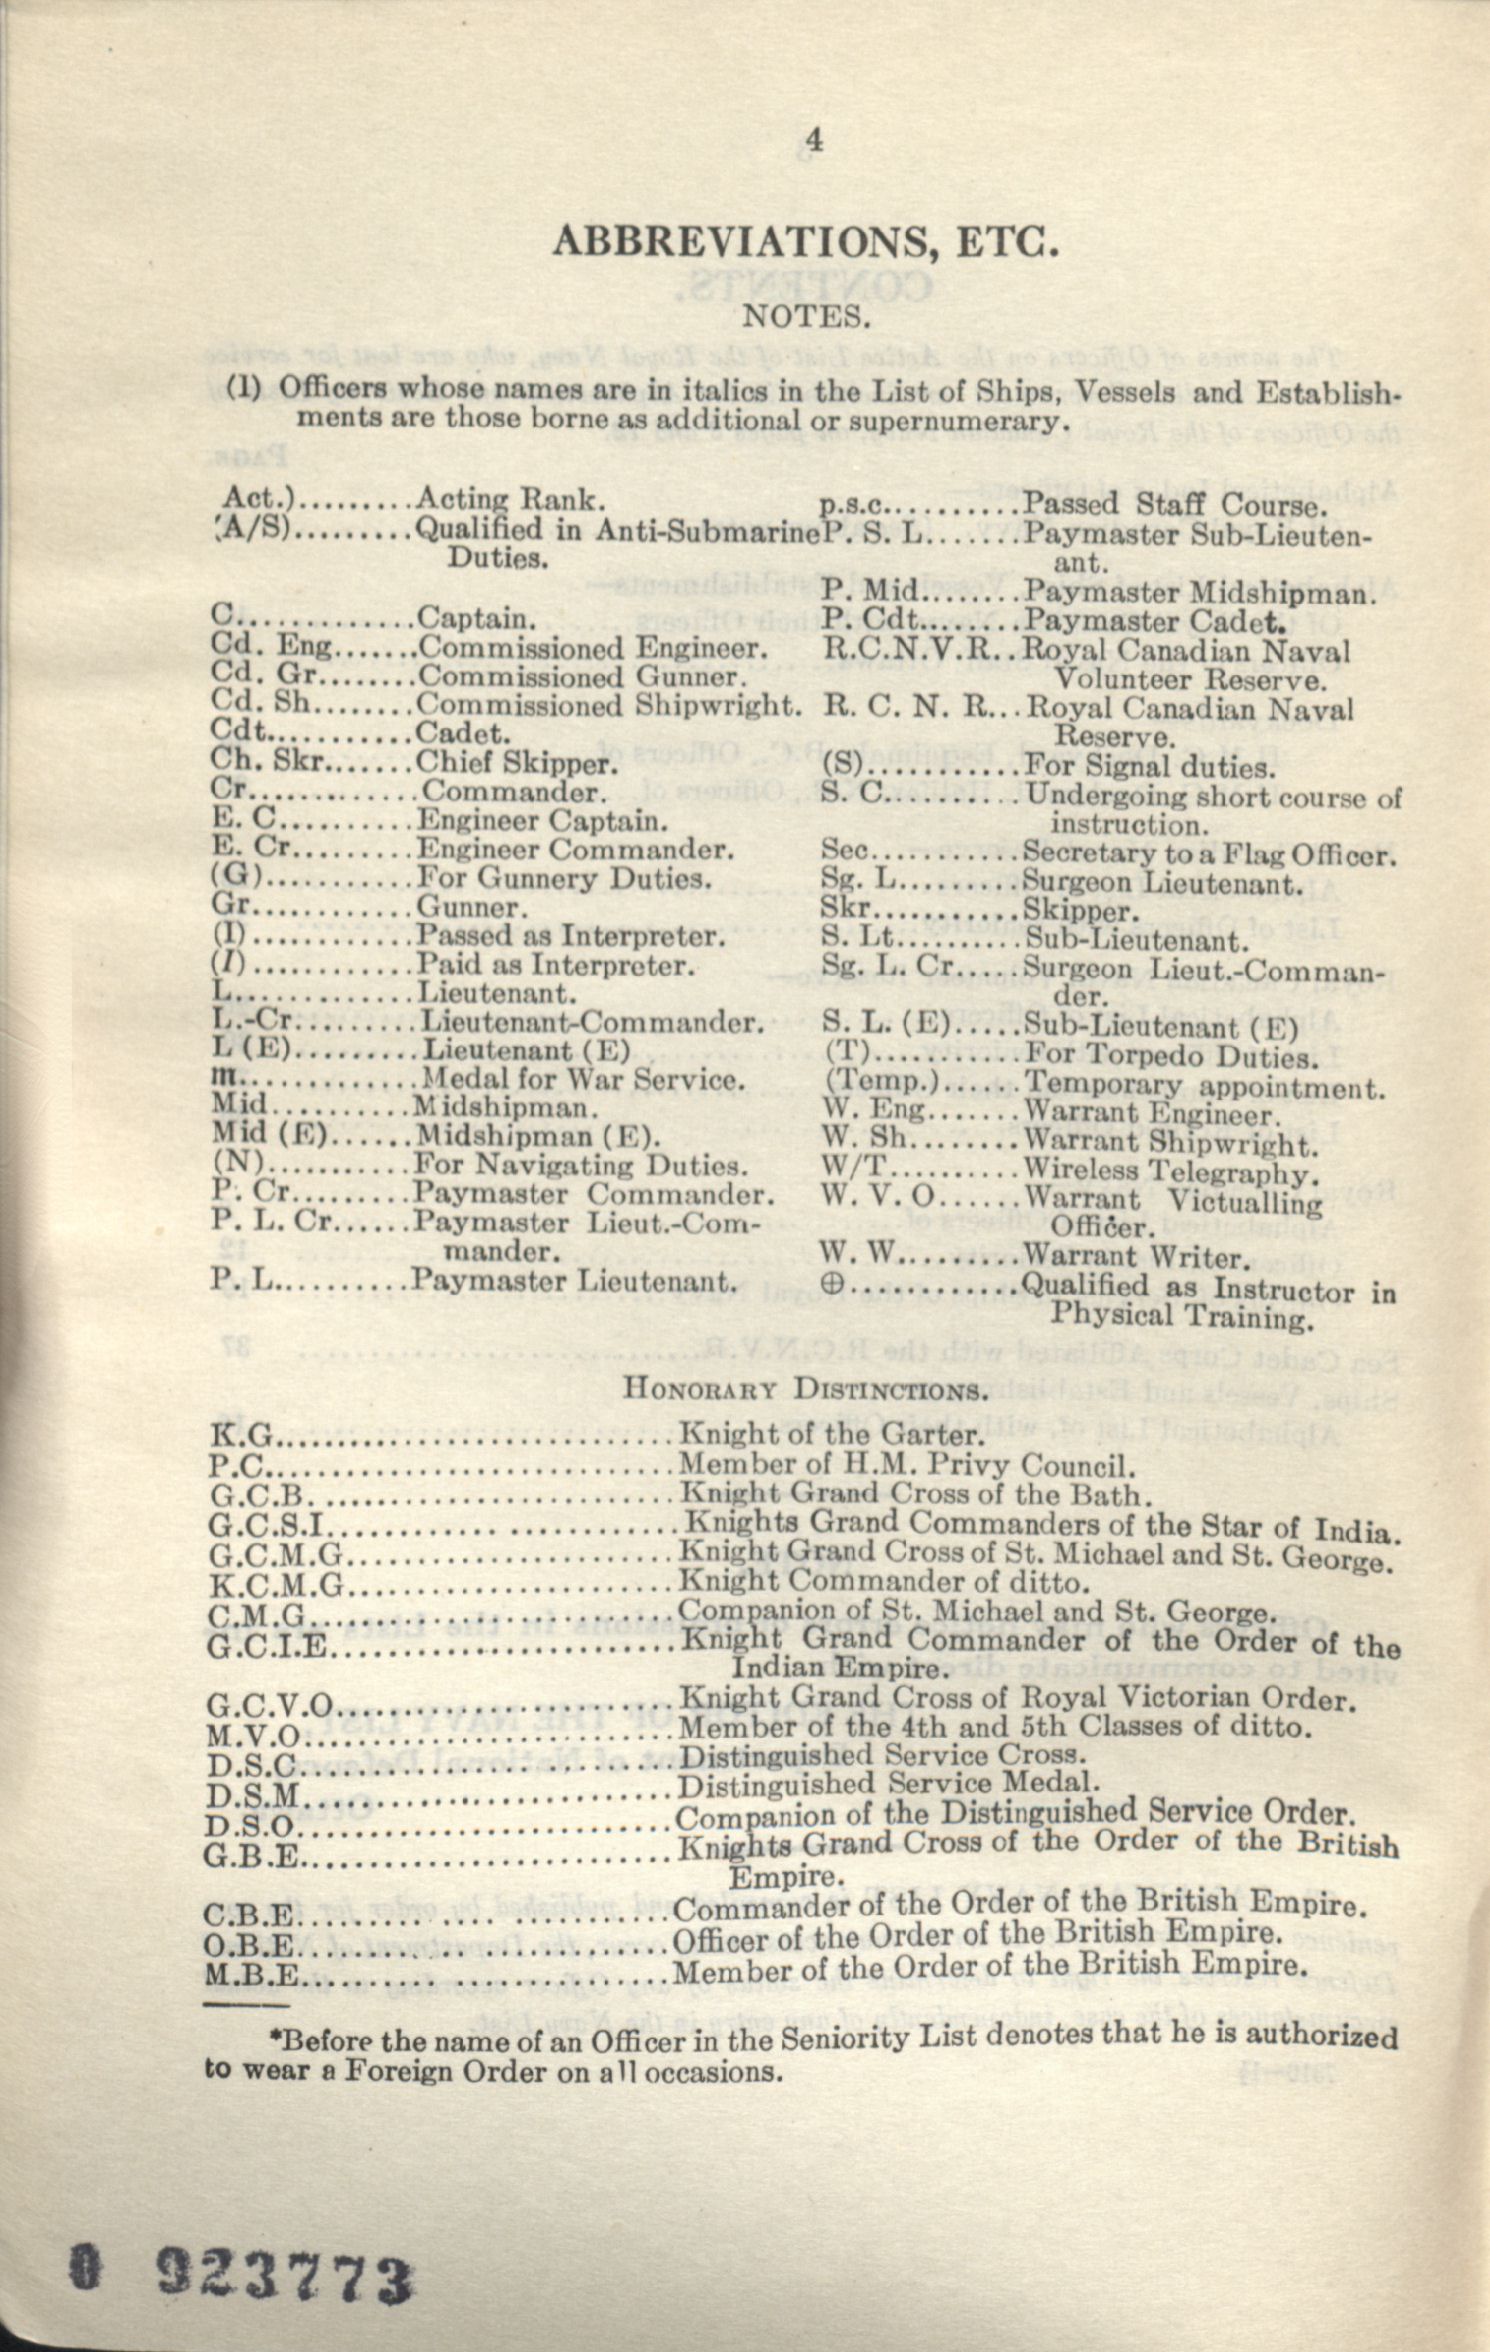 4
ABBREVIATIONS, ETC.
NOTES.
(1) Officers whose names are in italics in the List of Ships, Vessels and Establish-
ments are those borne as additional or supernumerary.
Act.).........Acting Rank.
(A/S).........Qualified in Anti-Submarine
Duties.
C.............Captain.
Cd. Eng.......Commissioned Engineer.
Cd. Gr........Commissioned Gunner.
Cd. Sh........Commissioned Shipwright.
Cdt...........Cadet.
Ch. Skr.......Chief Skipper.
Cr............Commander.
E. C..........Engineer Captain.
E. Cr.........Engineer Commander.
(G)...........For Gunnery Duties.
Gr............Gunner.
(I)............Passed as Interpreter.
(I)............Paid as Interpreter.
L.............Lieutenant.
L.-Cr.........Lieutenant-Commander.
L (E).........Lieutenant (E)
m.............Medal for War Service.
Mid..........Midshipman.
Mid (E)......Midshipman (E).
(N)..........For Navigating Duties.
P. Cr.........Paymaster Commander.
P. L. Cr......Paymaster Lieut.-Com-
mander.
P. L..........Paymaster Lieutenant.
p.s.c..........Passed Staff Course.
P. S. L.......Paymaster Sub-Lieuten-
ant.
P. Mid........Paymaster Midshipman.
P. Cdt........Paymaster Cadet.
R.C.N.V.R..Royal Canadian Naval
Volunteer Reserve.
R. C. N. R...Royal Canadian Naval
Reserve.
(S)............For Signal duties.
S. C..........Undergoing short course of
instruction.
Sec...........Secretary to a Flag Officer.
Sg. L.........Surgeon Lieutenant.
Skr...........Skipper.
S. Lt..........Sub-Lieutenant.
Sg. L. Cr.....Surgeon Lieut.-Comman-
der.
S. L. (E).....Sub-Lieutenant (E)
(T)...........For Torpedo Duties.
(Temp.)......Temporary appointment.
W. Eng.......Warrant Engineer.
W. Sh........Warrant Shipwright.
W/T..........Wireless Telegraphy.
W. V. O......Warrant Victualling
Officer.
W. W.........Warrant Writer.
⊕............Qualified as Instructor in
Physical Training.
HONORARY DISTINCTIONS.
K.G................................Knight of the Garter.
P.C................................Member of H.M. Privy Council.
G.C.B. ...........................Knight Grand Cross of the Bath.
G.C.S.I............ ............Knights Grand Commanders of the Star of India.
G.C.M.G..........................Knight Grand Cross of St. Michael and St. George.
K.C.M.G..........................Knight Commander of ditto.
C.M.G............................Companion of St. Michael and St. George.
G.C.I.E...........................Knight Grand Commander of the Order of the
Indian Empire.
G.C.V.O..........................Knight Grand Cross of Royal Victorian Order.
M.V.O............................Member of the 4th and 5th Classes of ditto.
D.S.C................. .........Distinguished Service Cross.
D.S.M............................Distinguished Service Medal.
D.S.O............................Companion of the Distinguished Service Order.
G.B.E............................Knights Grand Cross of the Order of the British
Empire.
C.B.E......... .... ...........Commander of the Order of the British Empire.
O.B.E......... .. .............Officer of the Order of the British Empire.
M.B.E.......... ...............Member of the Order of the British Empire.
*Before the name of an Officer in the Seniority List denotes that he is authorized
to wear a Foreign Order on all occasions.
0 923773